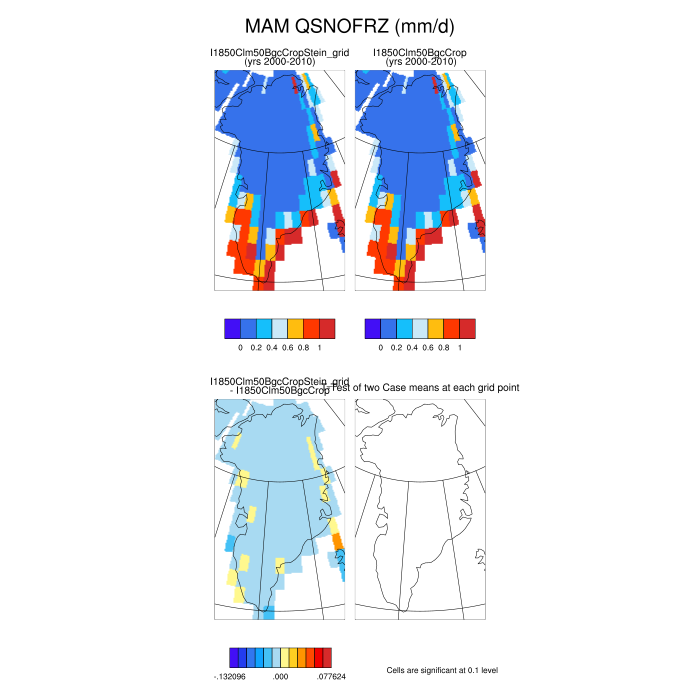 MAM QSNOFRZ (mm/d)
I1850Clm50BgcCropStein_grid
(yrs 2000-2010)
I1850Clm50BgcCrop
(yrs 2000-2010)
0 0.2 0.4 0.6 0.8 1
0 0.2 0.4 0.6 0.8 1
I1850Clm50BgcCropStein_grid
- I1850Clm50BgcCrop
T-Test of two Case means at each grid point
-.132096 .000 .077624
Cells are significant at 0.1 level